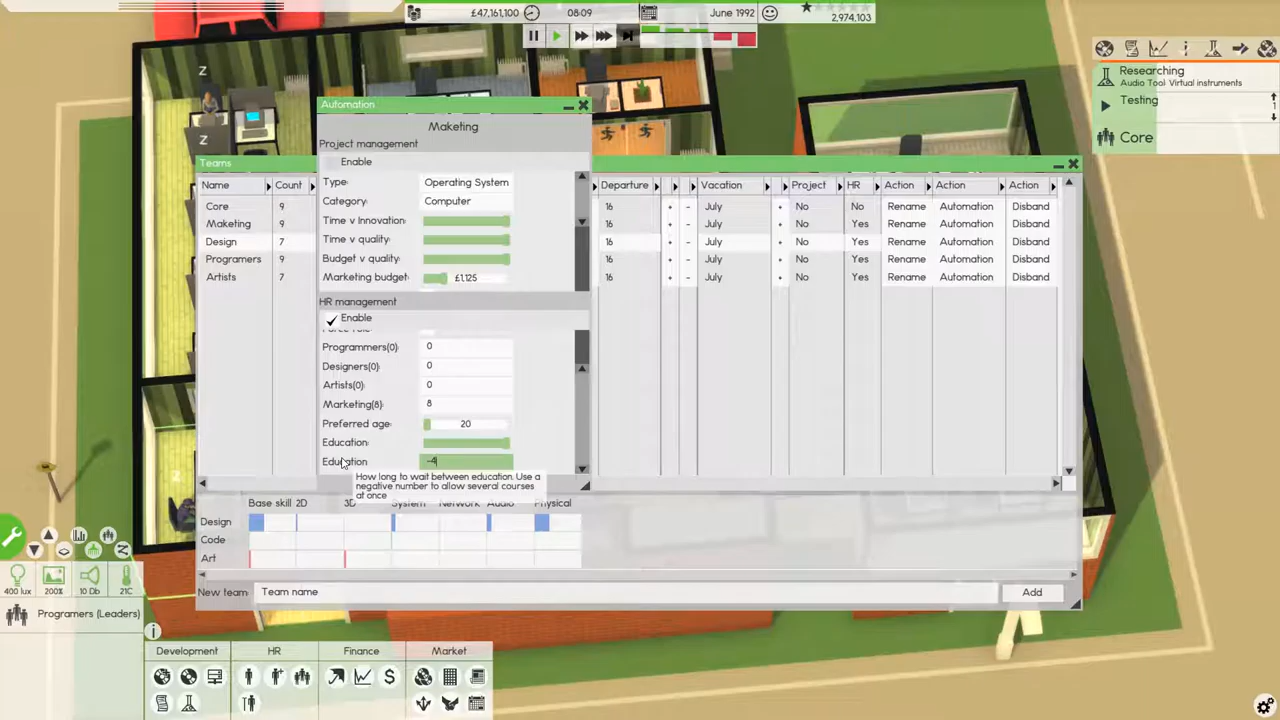 £47,161,100 08:09 June 1992 2,974,103
Researching
Audio Tool: Virtual instruments
Testing
Core
z
z
Automation
Maketing
Project management
Enable
Type: Operating System
Category: Computer
Time v Innovation:
Time v quality:
Budget v quality:
Marketing budget: £1,125
HR management
Enable
Programmers(0): 0
Designers(0): 0
Artists(0): 0
Marketing(8): 8
Preferred age: 20
Education:
Education -4
How long to wait between education. Use a
negative number to allow several courses
at once
Teams
Name Count Departure Vacation Project HR Action Action Action
Core 9 16 + - July + No No Rename Automation Disband
Maketing 9 16 + - July + No Yes Rename Automation Disband
Design 7 16 + - July + No Yes Rename Automation Disband
Programers 9 16 + - July + No Yes Rename Automation Disband
Artists 7 16 + - July + No Yes Rename Automation Disband
Base skill 2D 3D System Network Audio Physical
Design
Code
Art
New team: Team name Add
400 lux 200% 10 Db 21C
Programers (Leaders)
i
Development HR Finance Market